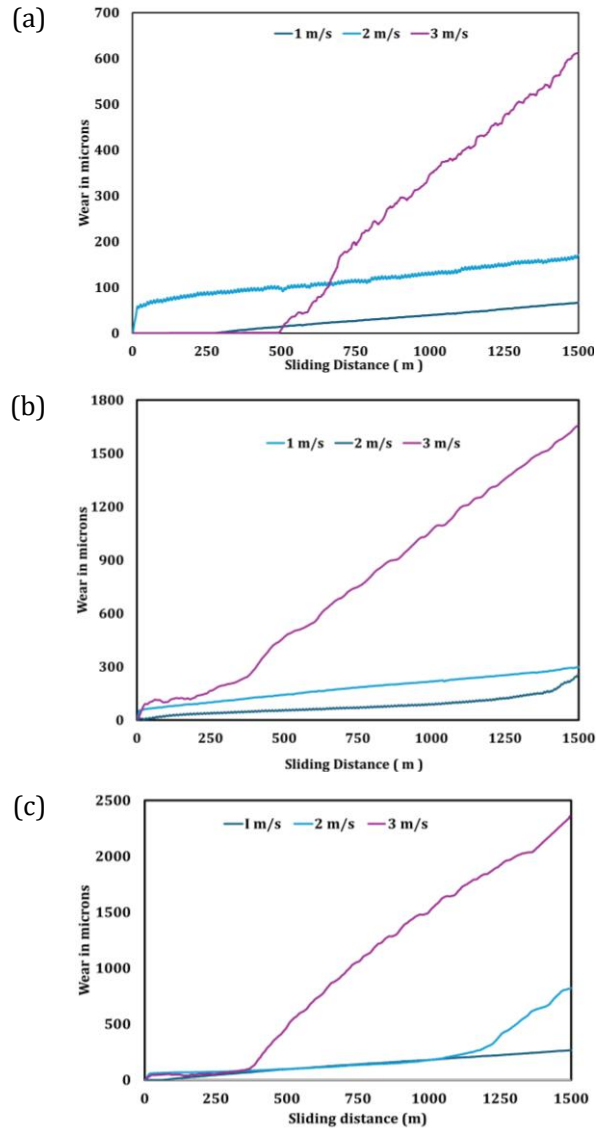 (a)
700
1 m/s 2 m/s 3 m/s
600
500
400
300
200
100
0
Wear in microns
0 250 500 750 1000 1250 1500
Sliding Distance ( m )
(b)
1800
1 m/s 2 m/s 3 m/s
1500
1200
900
600
300
0
Wear in microns
0 250 500 750 1000 1250 1500
Sliding Distance ( m )
(c)
2500
I m/s 2 m/s 3 m/s
2000
1500
1000
500
0
Wear in microns
0 250 500 750 1000 1250 1500
Sliding distance (m)